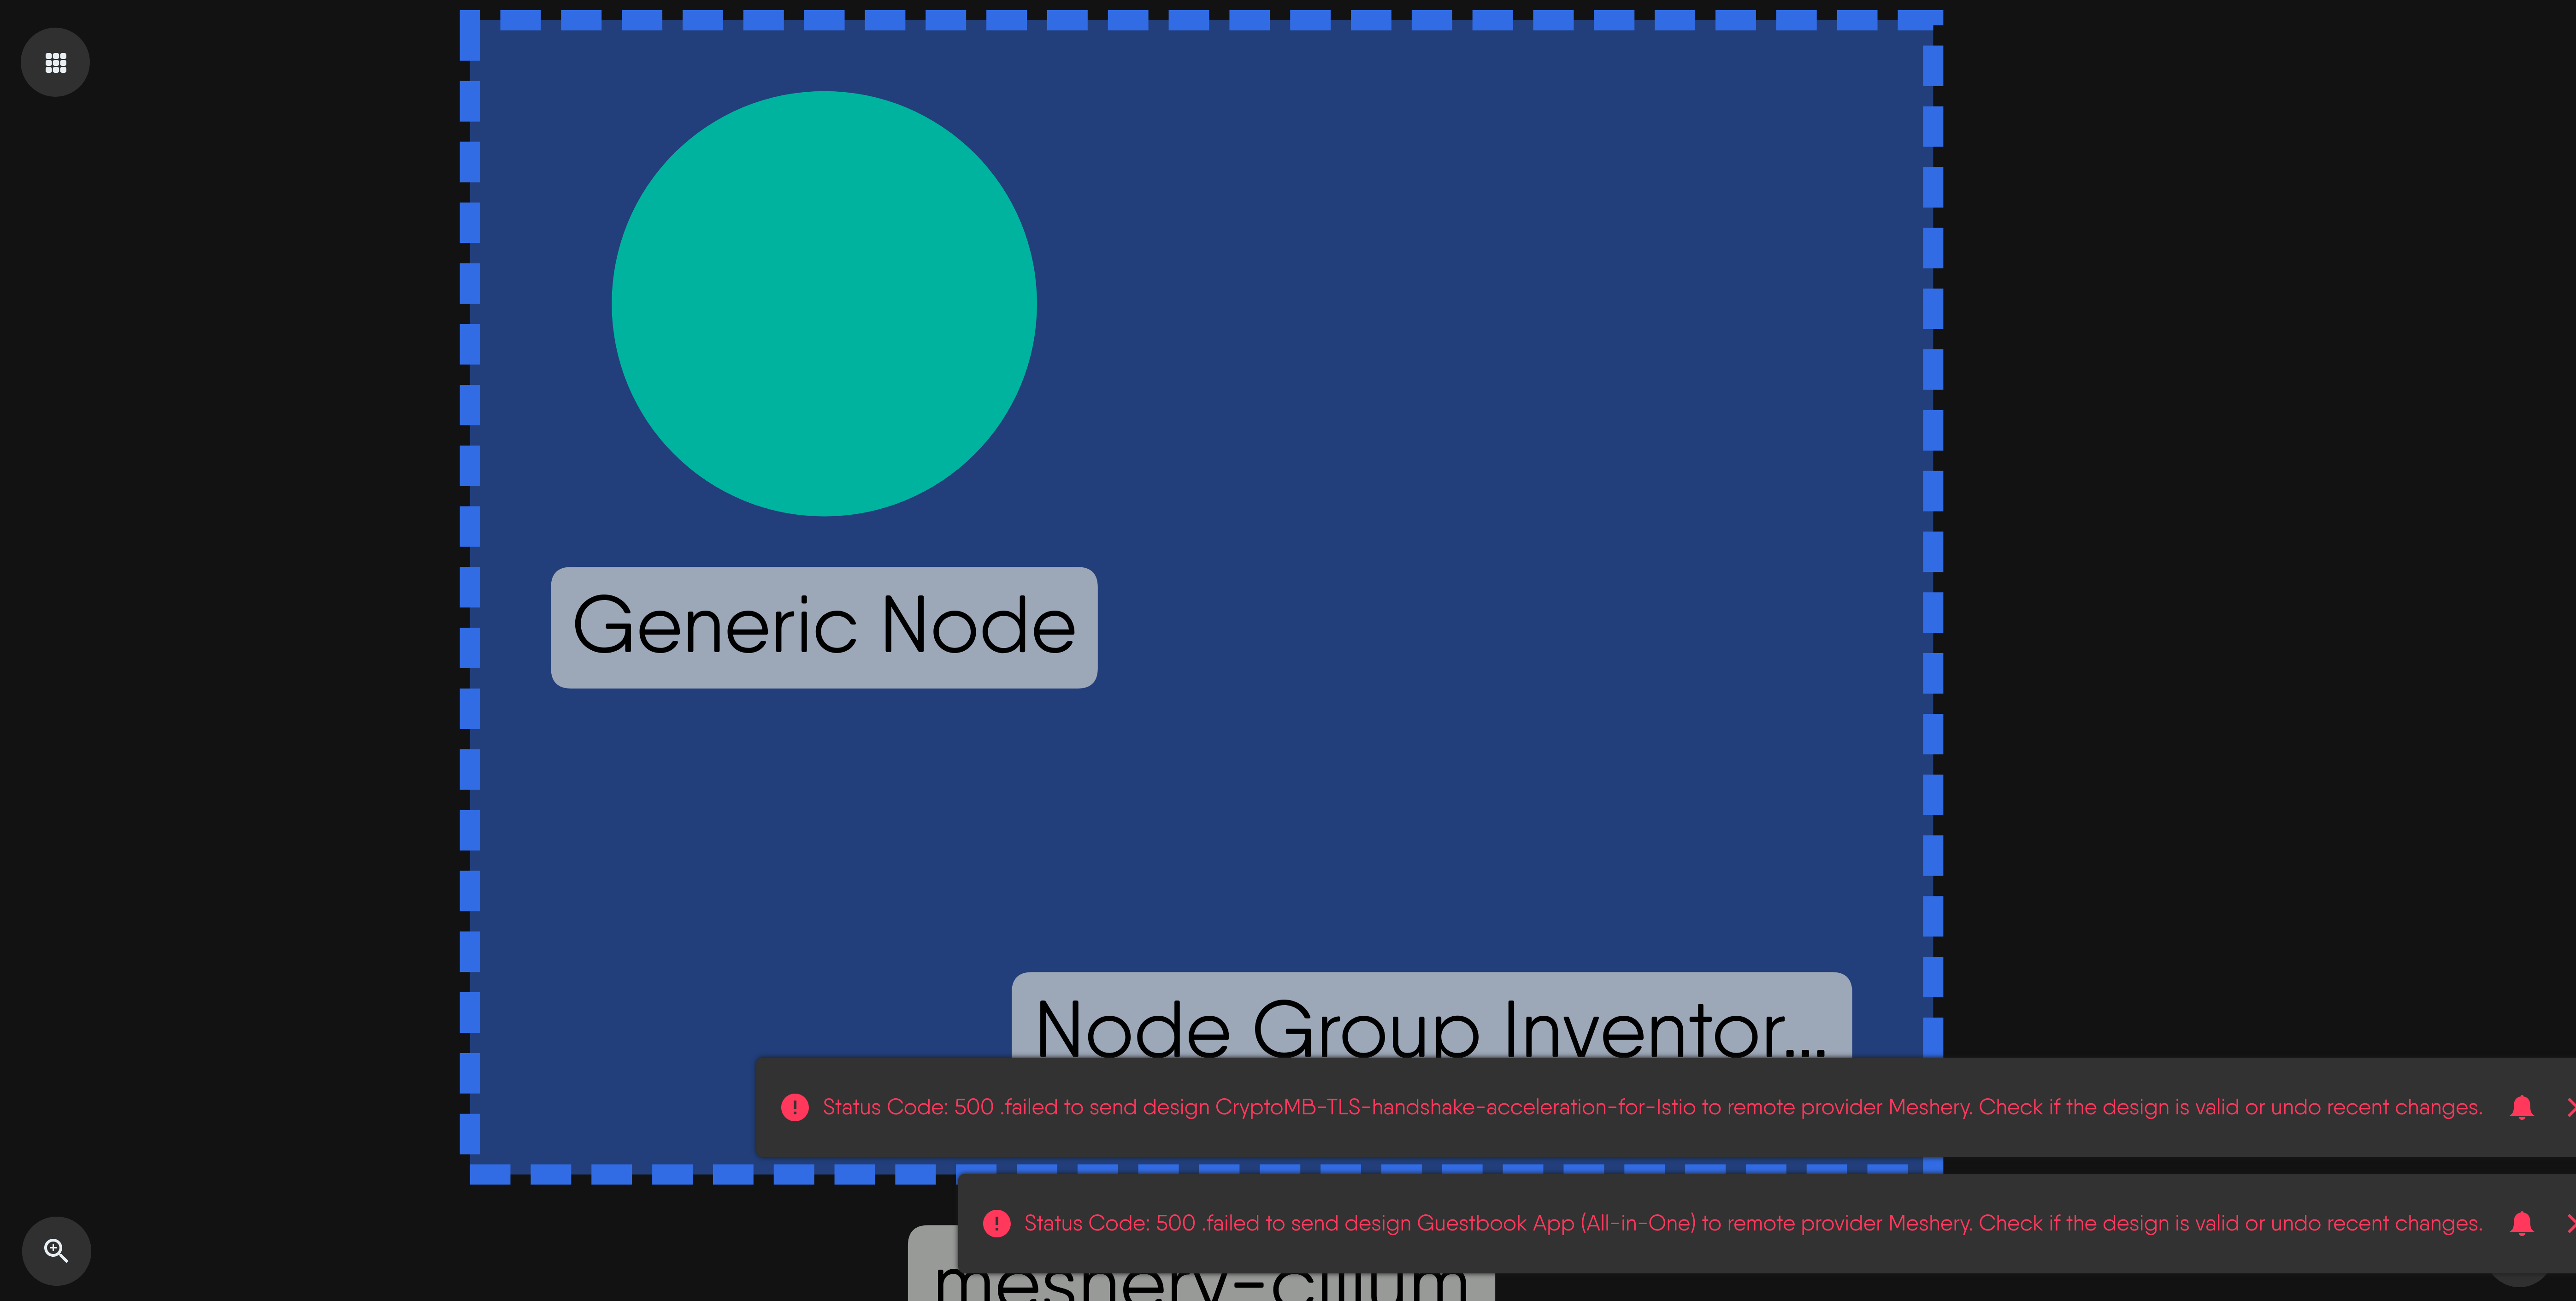 Generic Node
Node Group Inventor...
Status Code: 500 .failed to send design CryptoMB-TLS-handshake-acceleration-for-Istio to remote provider Meshery. Check if the design is valid or undo recent changes.
Status Code: 500 .failed to send design Guestbook App (All-in-One) to remote provider Meshery. Check if the design is valid or undo recent changes.
meshery-cilium